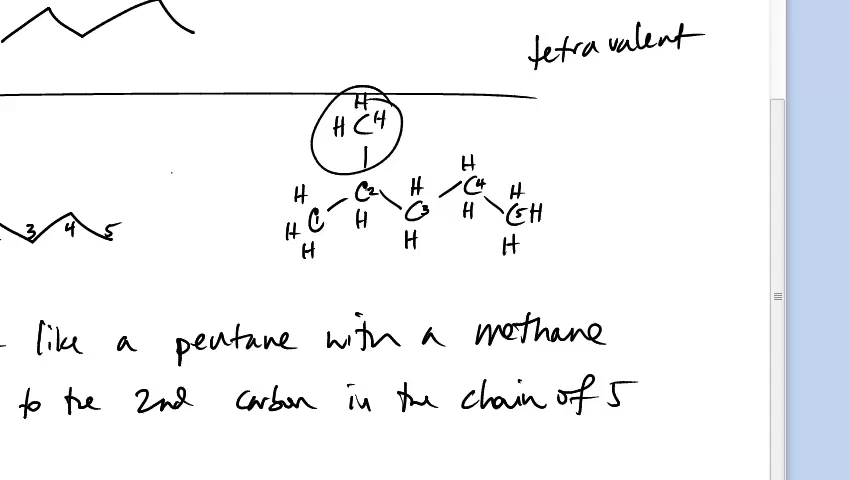 tetravalent
H
H C H
H H
H C2 H C4 H
3 4 5 H C1 H C3 H C5 H
H H H
like a pentane with a methane
to the 2nd carbon in the chain of 5